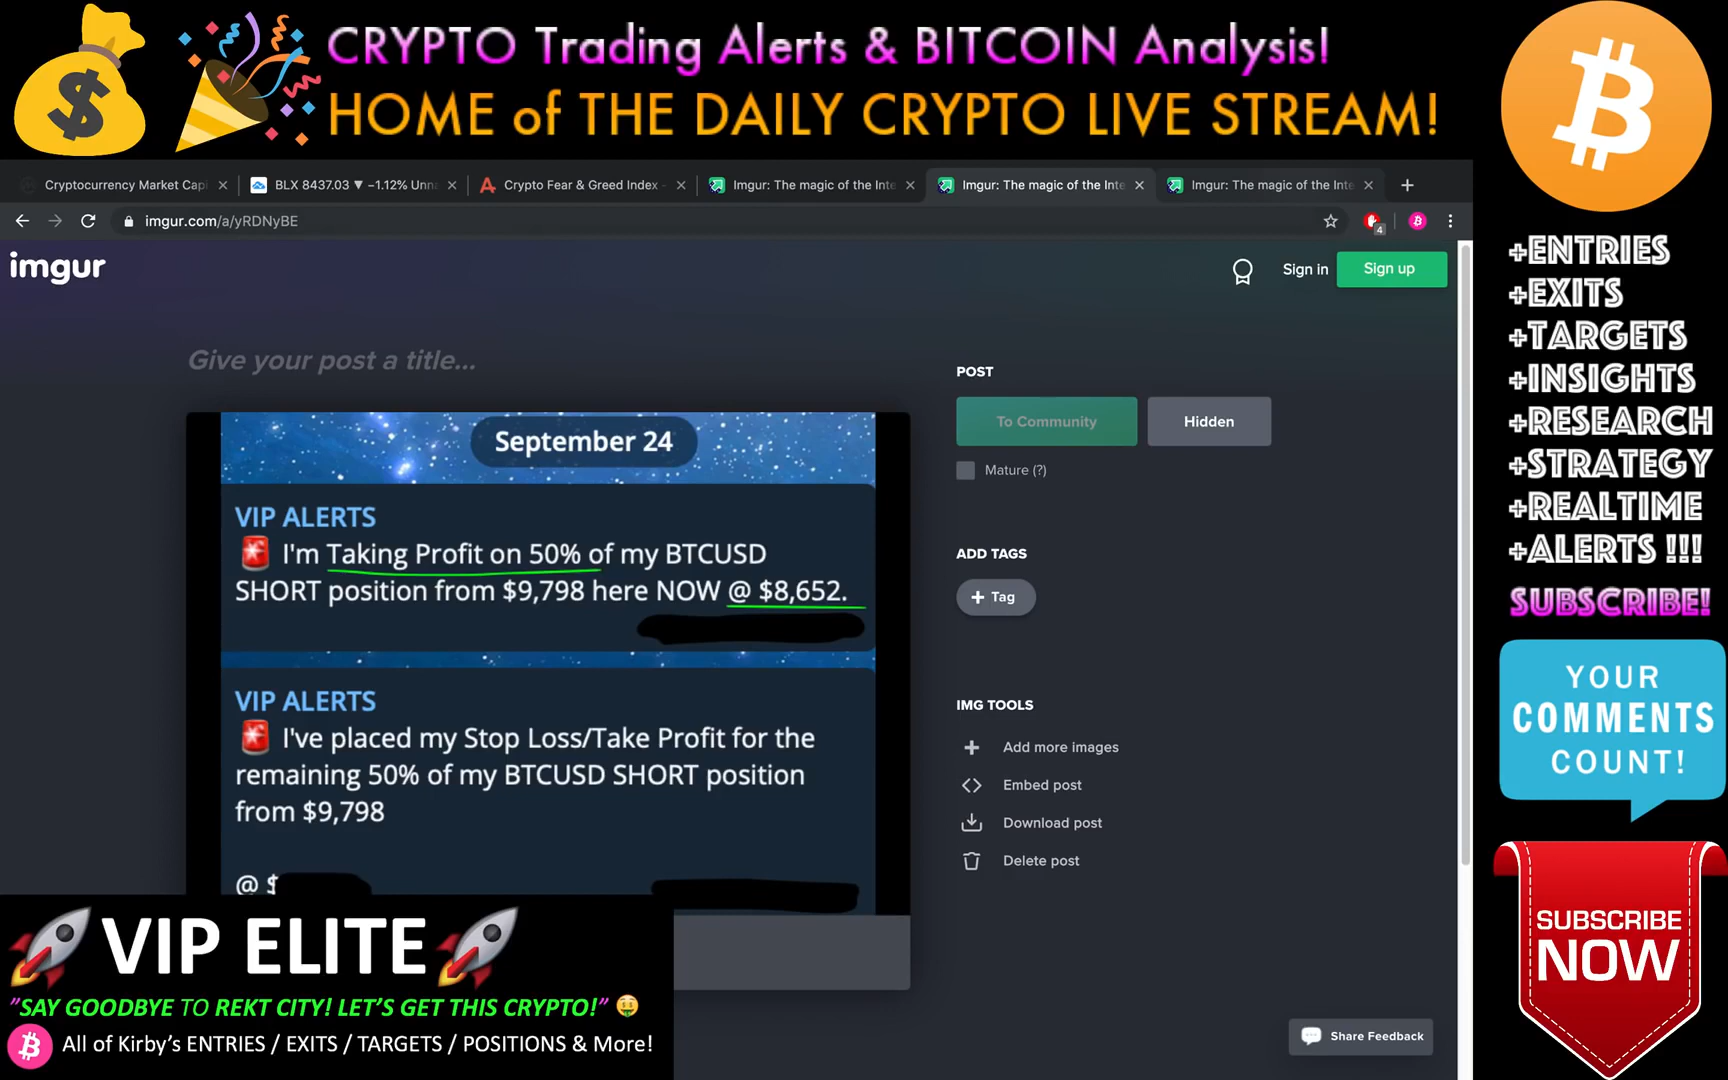 CRYPTO Trading Alerts & BITCOIN Analysis!
HOME of THE DAILY CRYPTO LIVE STREAM!
Cryptocurrency Market Capi
BLX 8437.03 ▼ −1.12% Unna
Crypto Fear & Greed Index -
Imgur: The magic of the Inte
Imgur: The magic of the Inte
Imgur: The magic of the Inte
imgur.com/a/yRDNyBE
4
imgur
Sign in
Sign up
Give your post a title...
September 24
VIP ALERTS
🚨 I'm Taking Profit on 50% of my BTCUSD
SHORT position from $9,798 here NOW @ $8,652.
VIP ALERTS
🚨 I've placed my Stop Loss/Take Profit for the
remaining 50% of my BTCUSD SHORT position
from $9,798
@ $
POST
To Community
Hidden
Mature (?)
ADD TAGS
+ Tag
IMG TOOLS
Add more images
Embed post
Download post
Delete post
Share Feedback
🚀 VIP ELITE 🚀
"SAY GOODBYE TO REKT CITY! LET'S GET THIS CRYPTO!" 🤑
All of Kirby's ENTRIES / EXITS / TARGETS / POSITIONS & More!
+ENTRIES
+EXITS
+TARGETS
+INSIGHTS
+RESEARCH
+STRATEGY
+REALTIME
+ALERTS !!!
SUBSCRIBE!
YOUR
COMMENTS
COUNT!
SUBSCRIBE
NOW